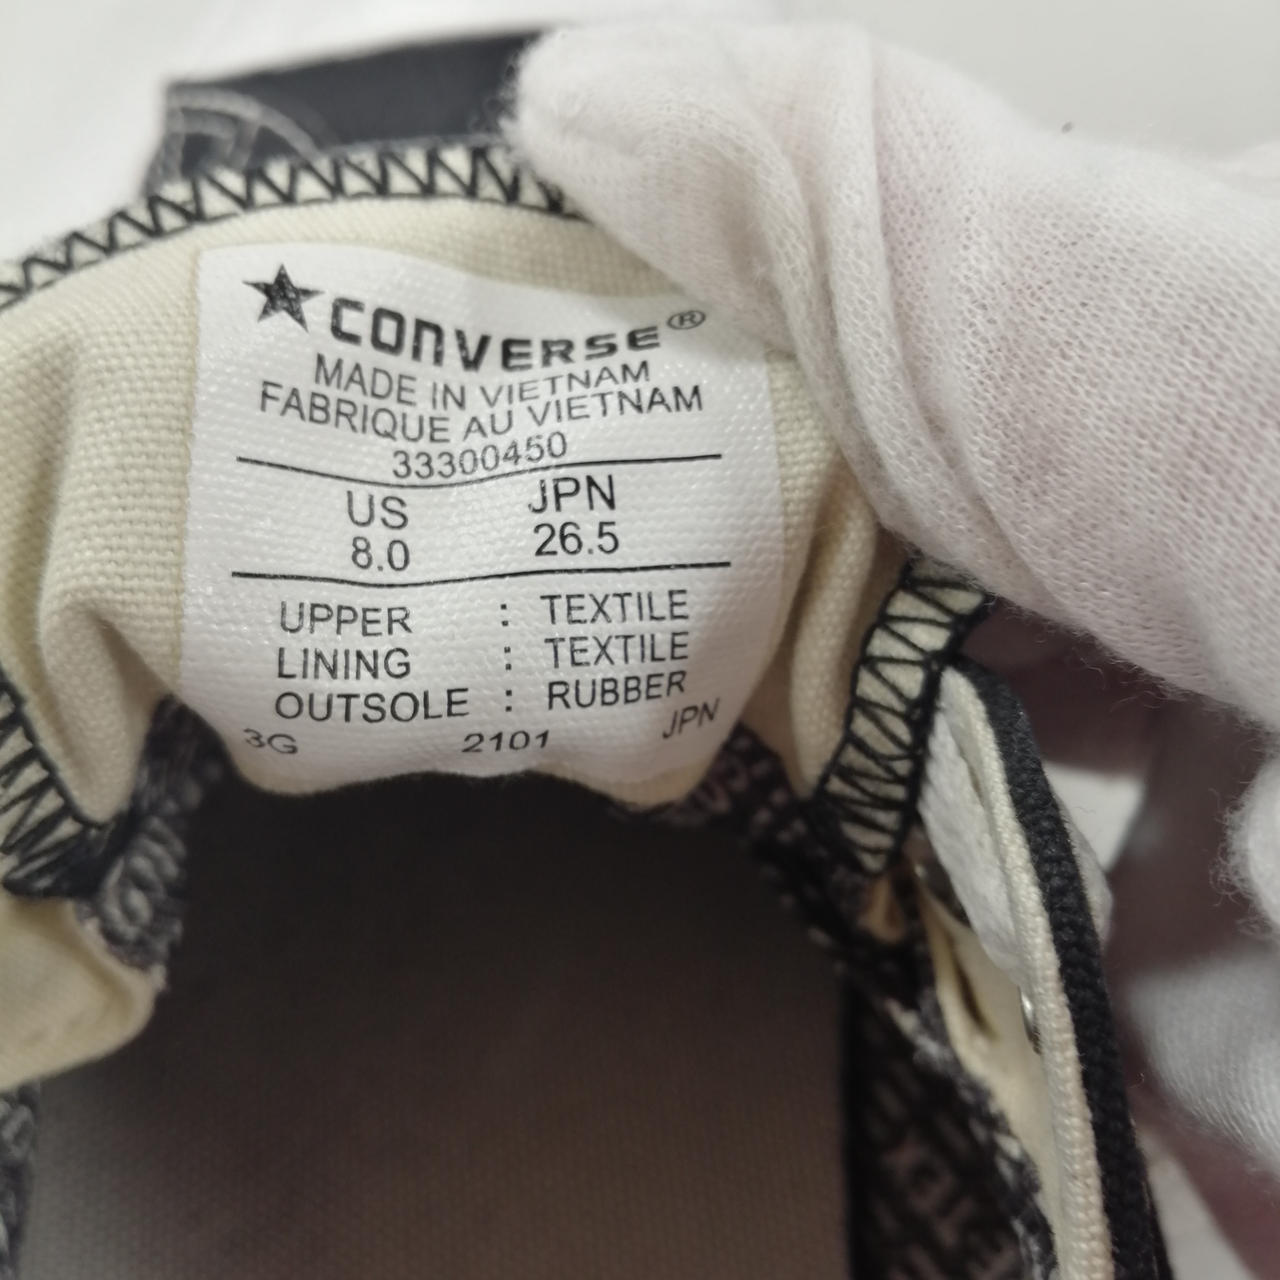 ★CONVERSE®
MADE IN VIETNAM
FABRIQUE AU VIETNAM
33300450
US JPN
8.0 26.5
UPPER : TEXTILE
LINING : TEXTILE
OUTSOLE : RUBBER
3G 2101 JPN